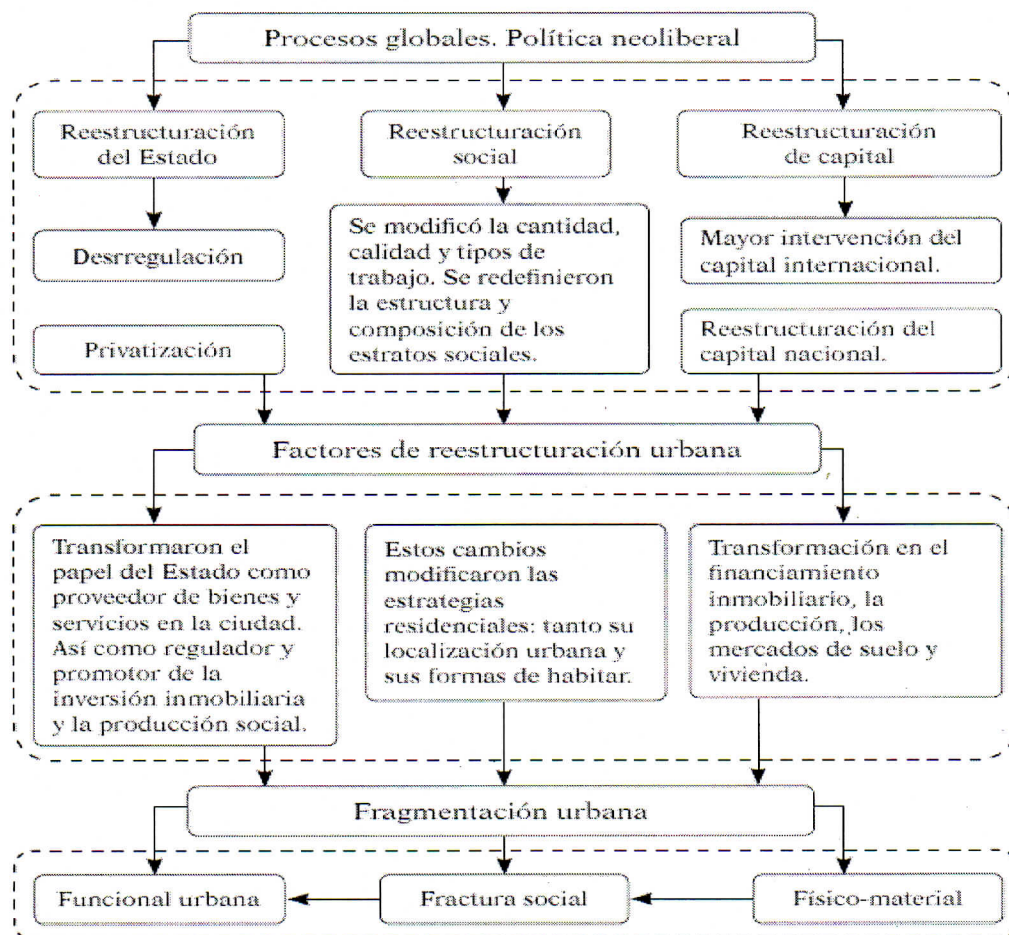 Procesos globales. Política neoliberal
Reestructuración
del Estado
Reestructuración
social
Reestructuración
de capital
Desrregulación
Se modificó la cantidad,
calidad y tipos de
trabajo. Se redefinieron
la estructura y
composición de los
estratos sociales.
Mayor intervención del
capital internacional.
Privatización
Reestructuración del
capital nacional.
Factores de reestructuración urbana
Transformaron el
papel del Estado como
proveedor de bienes y
servicios en la ciudad.
Así como regulador y
promotor de la
inversión inmobiliaria
y la producción social.
Estos cambios
modificaron las
estrategias
residenciales: tanto su
localización urbana y
sus formas de habitar.
Transformación en el
financiamiento
inmobiliario, la
producción, los
mercados de suelo y
vivienda.
Fragmentación urbana
Funcional urbana
Fractura social
Físico-material